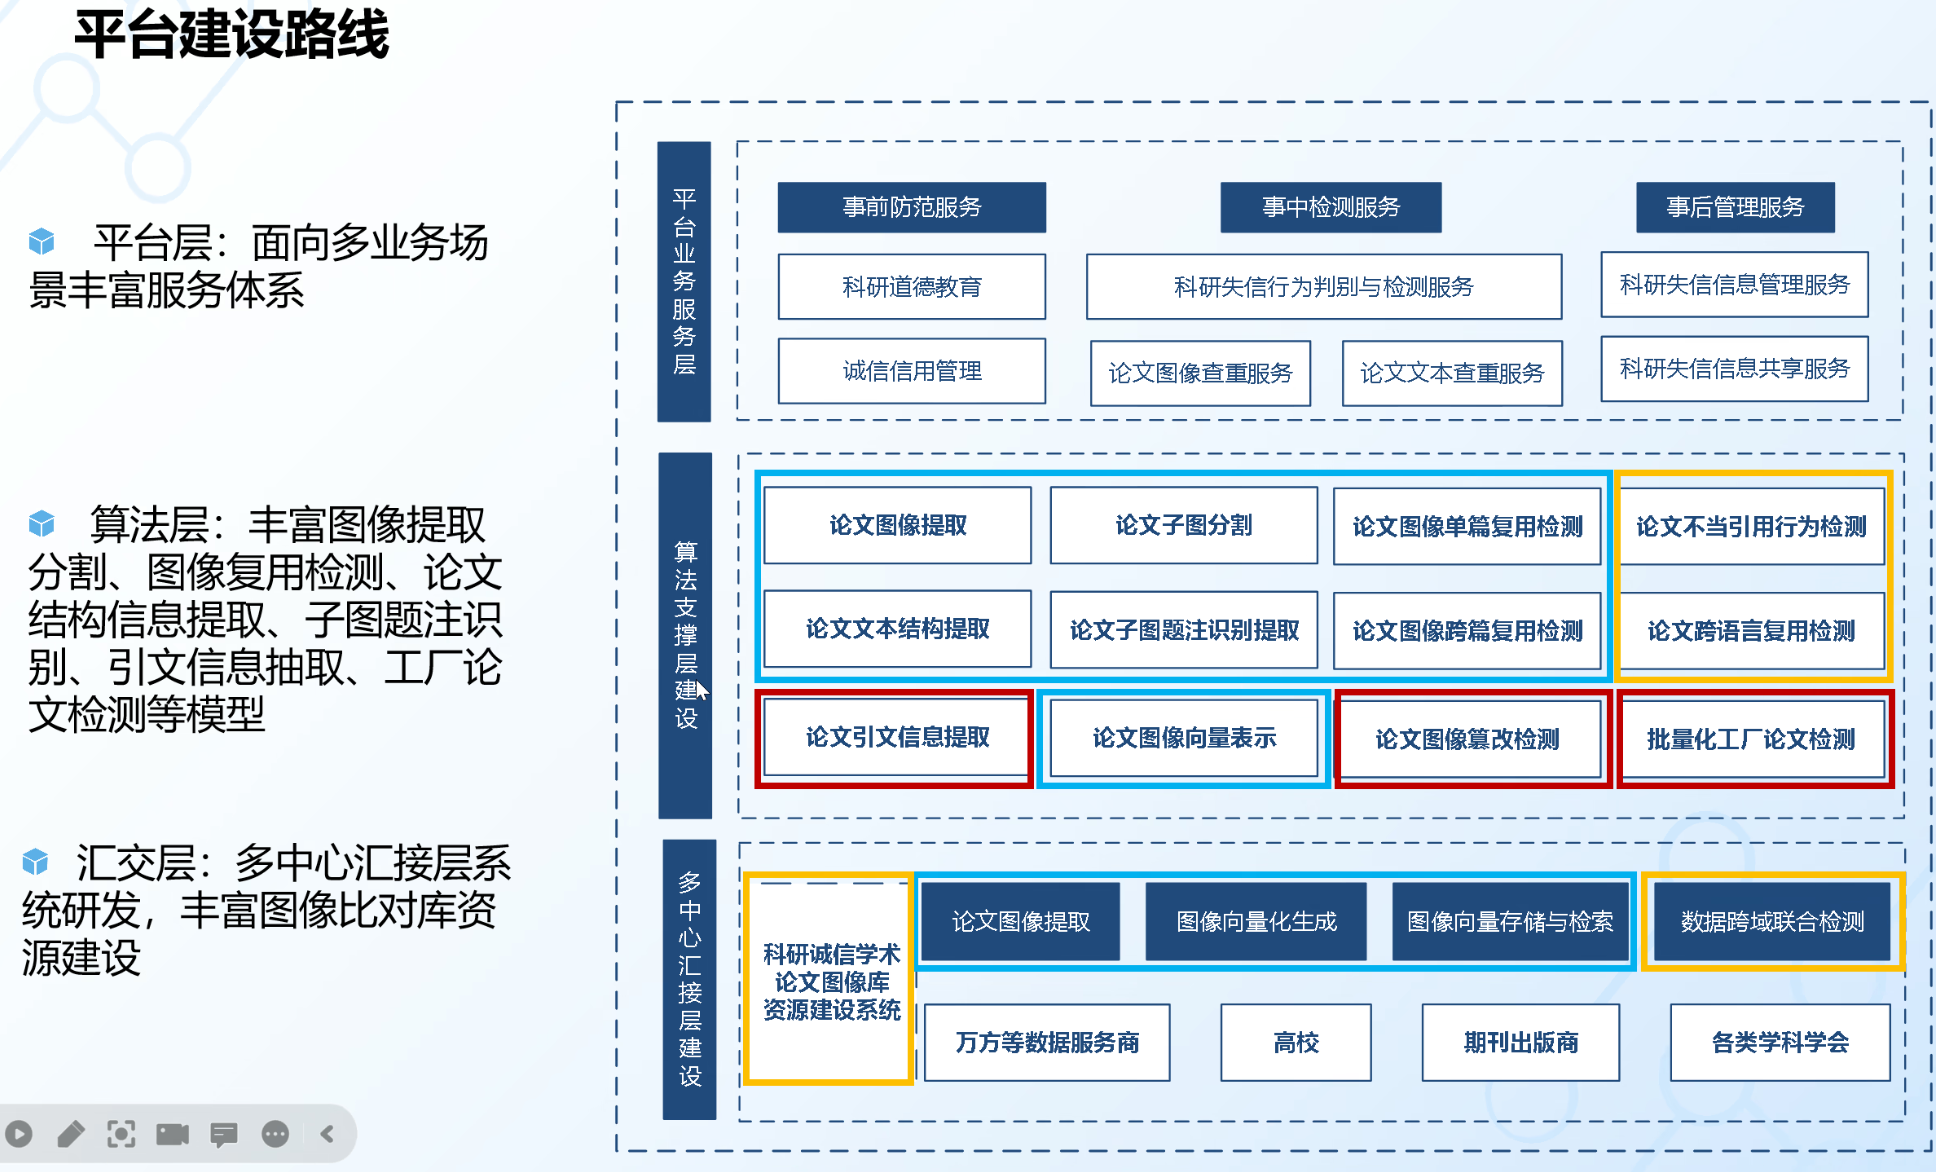 平台建设路线
平台层：面向多业务场
景丰富服务体系
算法层：丰富图像提取
分割、图像复用检测、论文
结构信息提取、子图题注识
别、引文信息抽取、工厂论
文检测等模型
汇交层：多中心汇接层系
统研发，丰富图像比对库资
源建设
平台业务服务层
事前防范服务
事中检测服务
事后管理服务
科研道德教育
科研失信行为判别与检测服务
科研失信信息管理服务
诚信信用管理
论文图像查重服务
论文文本查重服务
科研失信信息共享服务
算法支撑层建设
论文图像提取
论文子图分割
论文图像单篇复用检测
论文不当引用行为检测
论文文本结构提取
论文子图题注识别提取
论文图像跨篇复用检测
论文跨语言复用检测
论文引文信息提取
论文图像向量表示
论文图像篡改检测
批量化工厂论文检测
多中心汇接层建设
科研诚信学术
论文图像库
资源建设系统
论文图像提取
图像向量化生成
图像向量存储与检索
数据跨域联合检测
万方等数据服务商
高校
期刊出版商
各类学科学会